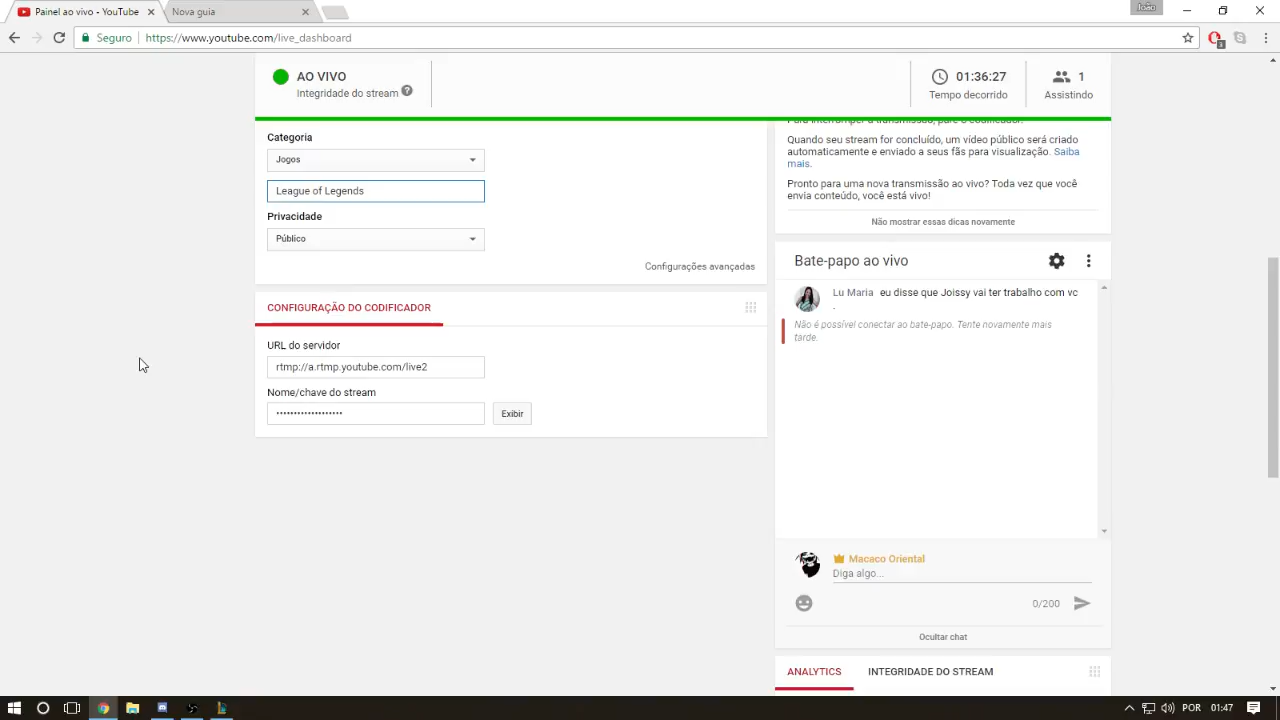 Painel ao vivo - YouTube
Nova guia
João
Seguro
https://www.youtube.com/live_dashboard
3
AO VIVO
Integridade do stream ?
01:36:27
Tempo decorrido
1
Assistindo
Categoria
Jogos
League of Legends
Privacidade
Público
Configurações avançadas
CONFIGURAÇÃO DO CODIFICADOR
URL do servidor
rtmp://a.rtmp.youtube.com/live2
Nome/chave do stream
••••••••••••••••••
Exibir
Para interromper a transmissão, pare o codificador.
Quando seu stream for concluído, um vídeo público será criado
automaticamente e enviado a seus fãs para visualização. Saiba
mais.
Pronto para uma nova transmissão ao vivo? Toda vez que você
envia conteúdo, você está vivo!
Não mostrar essas dicas novamente
Bate-papo ao vivo
Lu Maria eu disse que Joissy vai ter trabalho com vc
.
Não é possível conectar ao bate-papo. Tente novamente mais
tarde.
Macaco Oriental
Diga algo...
0/200
Ocultar chat
ANALYTICS
INTEGRIDADE DO STREAM
POR
01:47